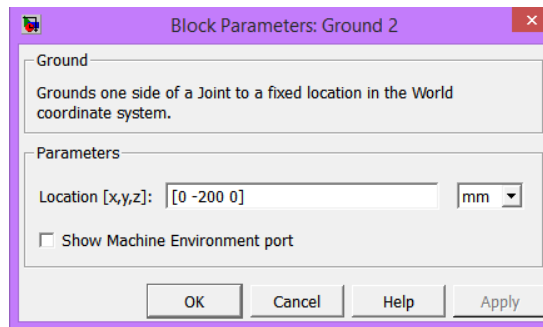 Block Parameters: Ground 2
Ground
Grounds one side of a Joint to a fixed location in the World
coordinate system.
Parameters
Location [x,y,z]: [0 -200 0] mm
Show Machine Environment port
OK Cancel Help Apply